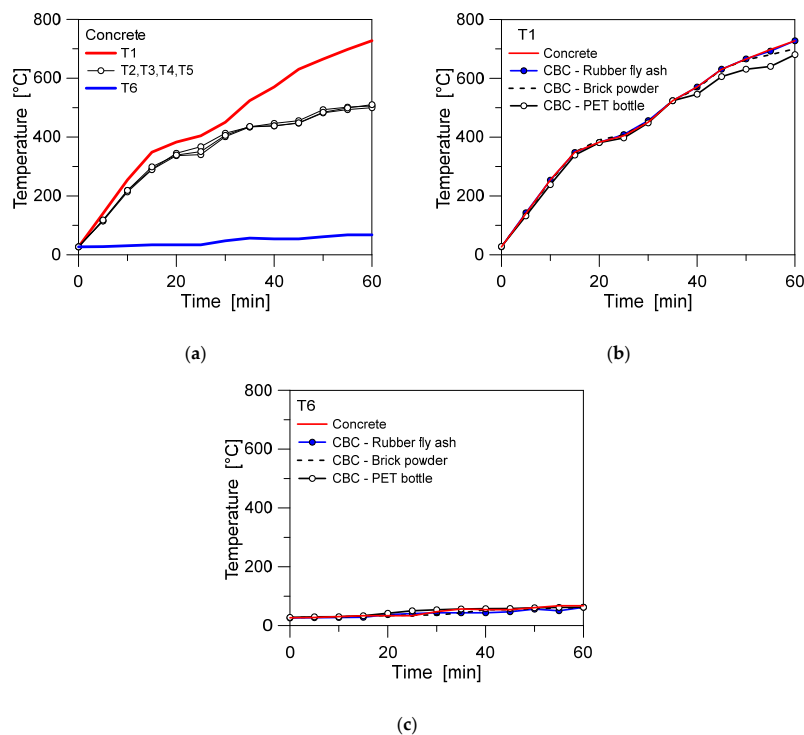 800
600
400
200
0
Temperature [°C]
Concrete
T1
T2,T3,T4,T5
T6
0 20 40 60
Time [min]
(a)
800
600
400
200
0
Temperature [°C]
T1
Concrete
CBC - Rubber fly ash
CBC - Brick powder
CBC - PET bottle
0 20 40 60
Time [min]
(b)
800
600
400
200
0
Temperature [°C]
T6
Concrete
CBC - Rubber fly ash
CBC - Brick powder
CBC - PET bottle
0 20 40 60
Time [min]
(c)